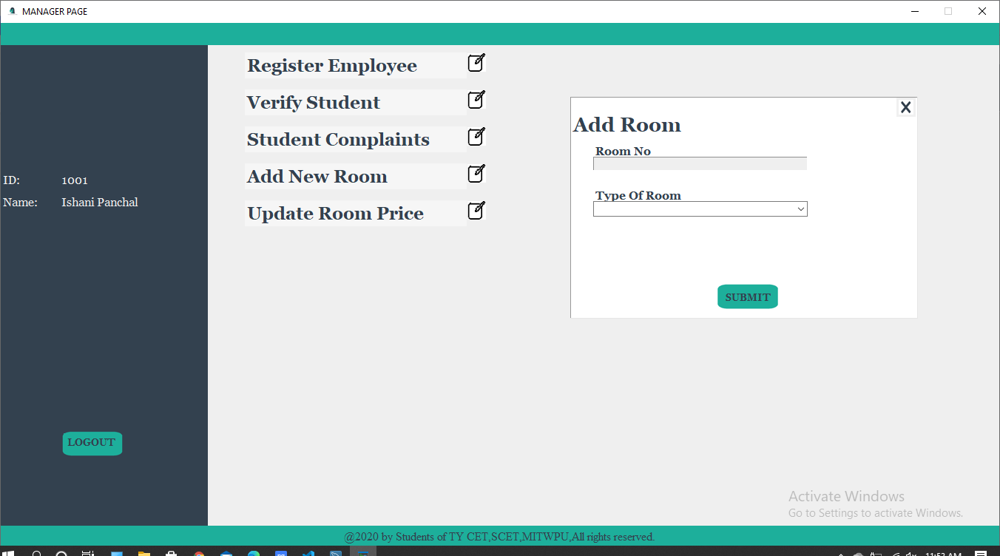 MANAGER PAGE
Register Employee
Verify Student
Student Complaints
Add New Room
Update Room Price
ID: 1001
Name: Ishani Panchal
LOGOUT
X
Add Room
Room No
Type Of Room
SUBMIT
Activate Windows
Go to Settings to activate Windows.
@2020 by Students of TY CET,SCET,MITWPU,All rights reserved.
11:52 AM